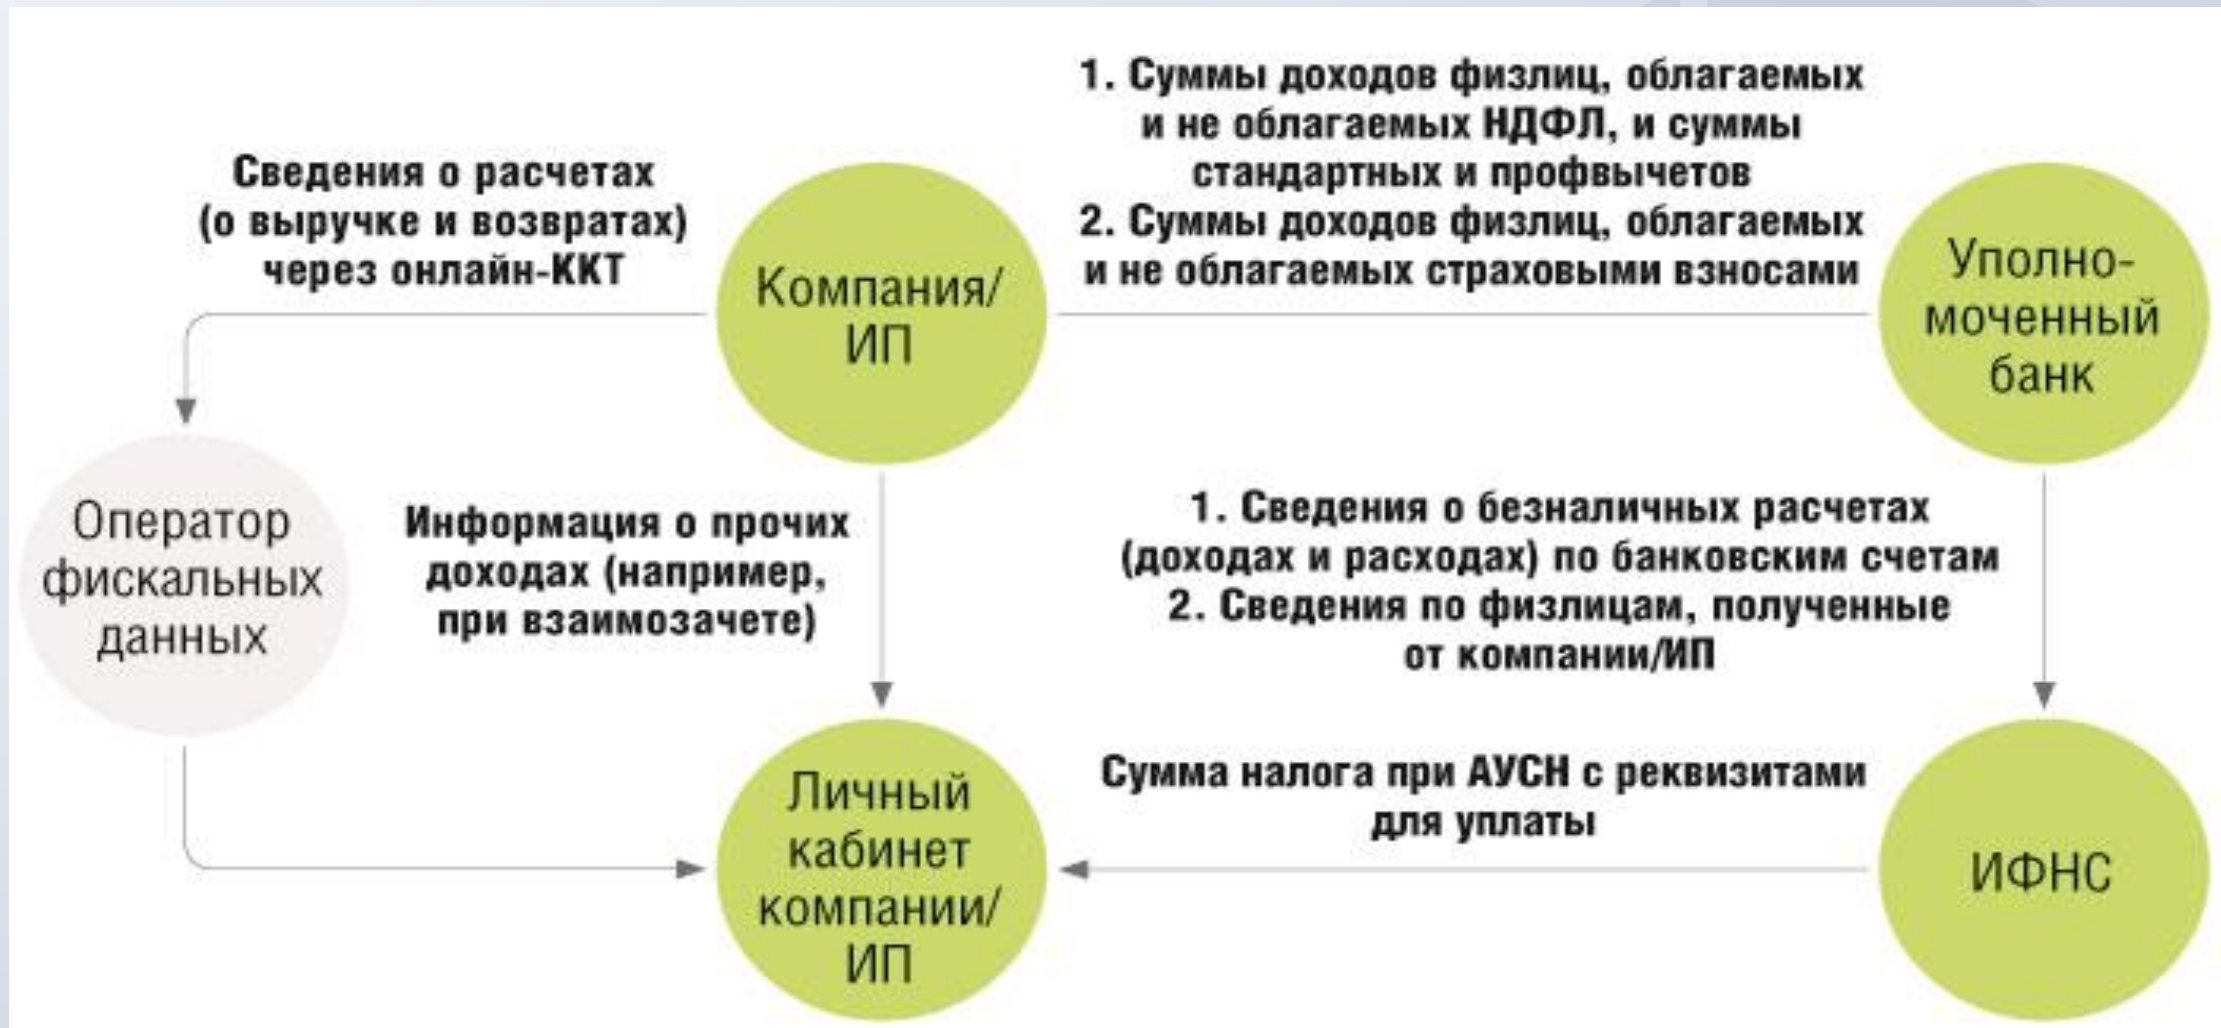 1. Суммы доходов физлиц, облагаемых
и не облагаемых НДФЛ, и суммы
стандартных и профвычетов
2. Суммы доходов физлиц, облагаемых
и не облагаемых страховыми взносами
Сведения о расчетах
(о выручке и возвратах)
через онлайн-ККТ
Компания/
ИП
Уполно-
моченный
банк
Оператор
фискальных
данных
Информация о прочих
доходах (например,
при взаимозачете)
1. Сведения о безналичных расчетах
(доходах и расходах) по банковским счетам
2. Сведения по физлицам, полученные
от компании/ИП
Личный
кабинет
компании/
ИП
Сумма налога при АУСН с реквизитами
для уплаты
ИФНС